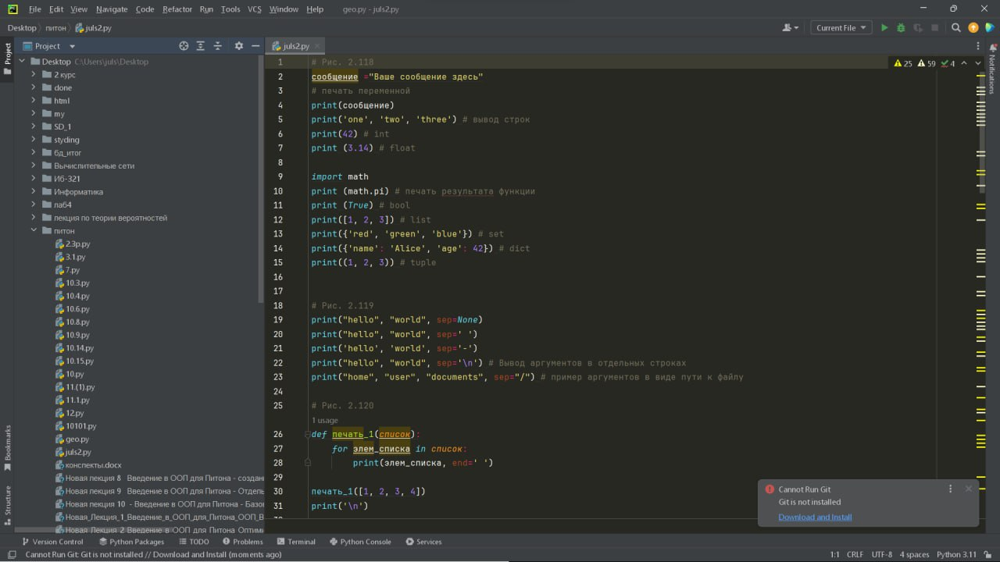 PC File Edit View Navigate Code Refactor Run Tools VCS Window Help geo.py - juls2.py
Desktop питон juls2.py Current File
Project
Project juls2.py
Desktop C:\Users\juls\Desktop
2 курс
done
html
my
SD_1
styding
бд_итог
Вычислительные сети
Иб-321
Информатика
лаб4
лекция по теории вероятностей
питон
2.3р.py
3.1.py
7.py
10.3.py
10.4.py
10.6.py
10.8.py
10.9.py
10.14.py
10.15.py
10.py
11.(1).py
11.1.py
12.py
10101.py
geo.py
juls2.py
конспекты.docx
Новая лекция 8 Введение в ООП для Питона - создани
Новая лекция 9 Введение в ООП для Питона - Отдель
Новая лекция 10 - Введение в ООП для Питона - Базов
Новая_Лекция_1_Введение_в_ООП_для_Питона_ООП_В
Новая Лекция 2 Введение в ООП для Питона Оптими
25 59 4
1 # Рис. 2.118
2 сообщение ="Ваше сообщение здесь"
3 # печать переменной
4 print(сообщение)
5 print('one', 'two', 'three') # вывод строк
6 print(42) # int
7 print (3.14) # float
8
9 import math
10 print (math.pi) # печать результата функции
11 print (True) # bool
12 print([1, 2, 3]) # list
13 print({'red', 'green', 'blue'}) # set
14 print({'name': 'Alice', 'age': 42}) # dict
15 print((1, 2, 3)) # tuple
16
17
18 # Рис. 2.119
19 print("hello", "world", sep=None)
20 print("hello", "world", sep=' ')
21 print('hello', 'world', sep='-')
22 print("hello", "world", sep='\n') # Вывод аргументов в отдельных строках
23 print("home", "user", "documents", sep="/") # пример аргументов в виде пути к файлу
24
25 # Рис. 2.120
1 usage
26 def печать_1(список):
27 for элем_списка in список:
28 print(элем_списка, end=' ')
29
30 печать_1([1, 2, 3, 4])
31 print('\n')
Notifications
Bookmarks
Structure
Cannot Run Git
Git is not installed
Download and Install
Version Control Python Packages TODO Problems Terminal Python Console Services
Cannot Run Git: Git is not installed // Download and Install (moments ago) 1:1 CRLF UTF-8 4 spaces Python 3.11